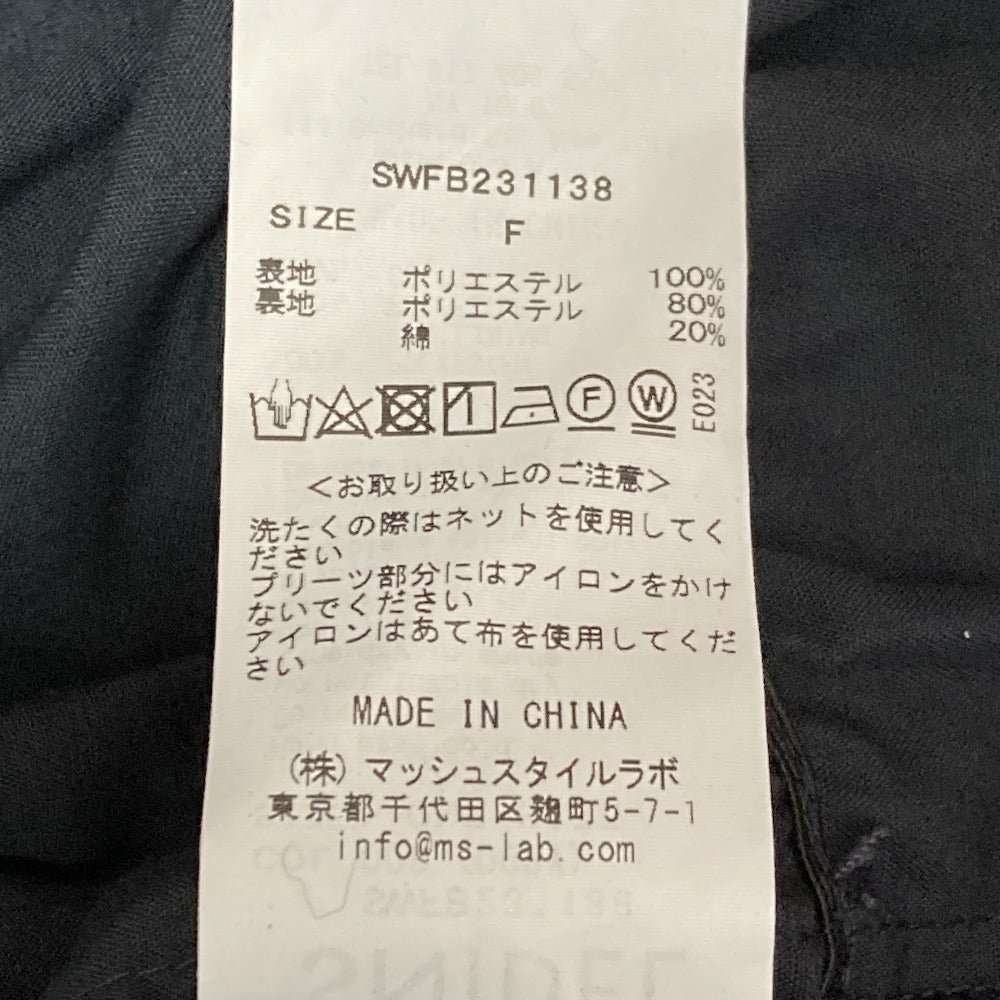 SWFB231138
SIZE F
表地 ポリエステル 100%
裏地 ポリエステル 80%
綿 20%
F W E023
<お取り扱い上のご注意>
洗たくの際はネットを使用してく
ださい
プリーツ部分にはアイロンをかけ
ないでください
アイロンはあて布を使用してくだ
さい
MADE IN CHINA
(株)マッシュスタイルラボ
東京都千代田区麹町5-7-1
info@ms-lab.com